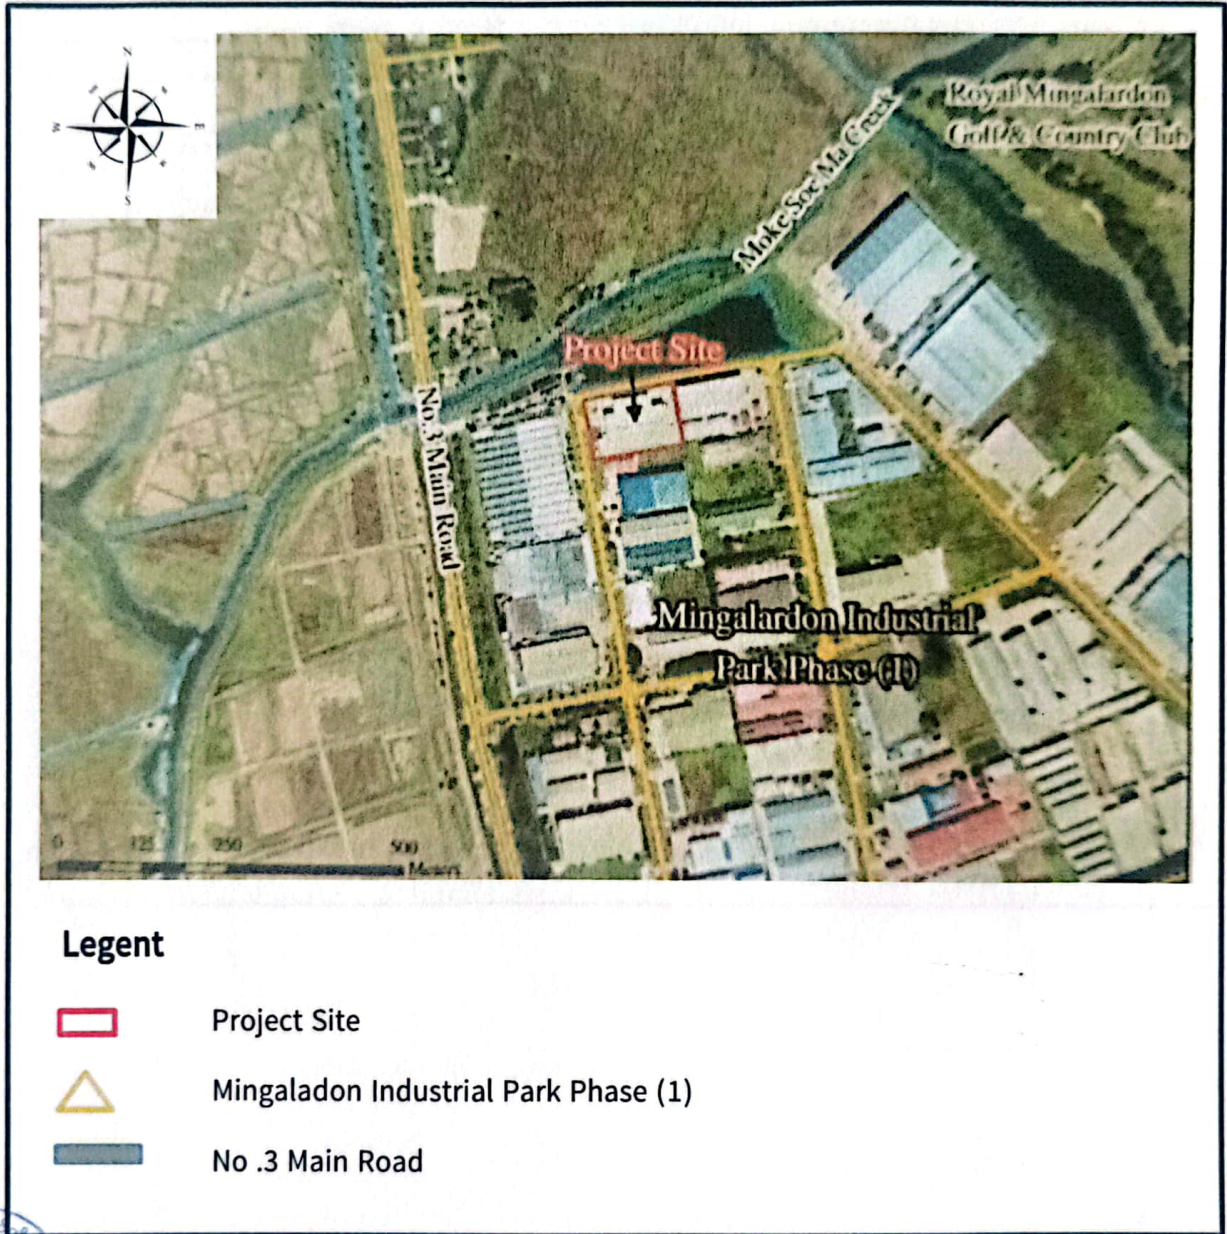 N
W
E
S
Royal Mingalardon
Golf & Country Club
Moke Soe Ma Creek
Project Site
No.3 Main Road
Mingalardon Industrial
Park Phase (I)
0 125 250 500
Meters
Legent
Project Site
Mingaladon Industrial Park Phase (1)
No .3 Main Road